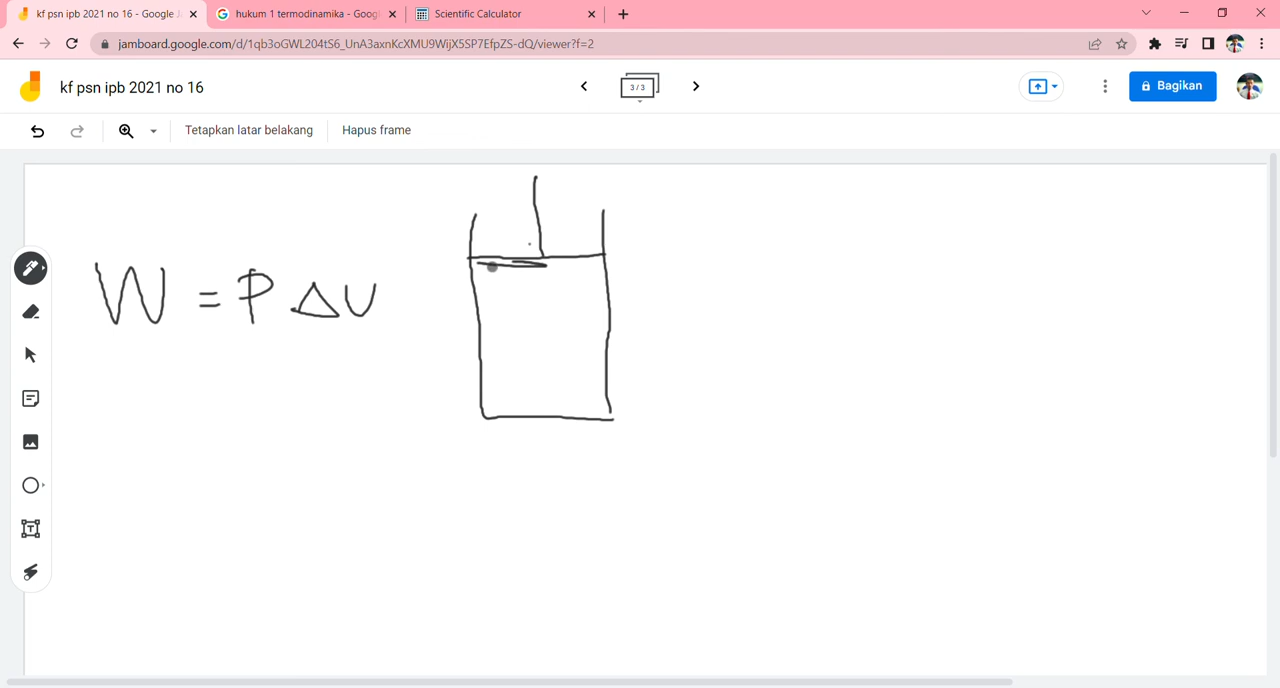 kf psn ipb 2021 no 16 - Google J
hukum 1 termodinamika - Goog
Scientific Calculator
jamboard.google.com/d/1qb3oGWL204tS6_UnA3axnKcXMU9WijX5SP7EfpZS-dQ/viewer?f=2
kf psn ipb 2021 no 16
3 / 3
Bagikan
Tetapkan latar belakang
Hapus frame
W = P ΔV